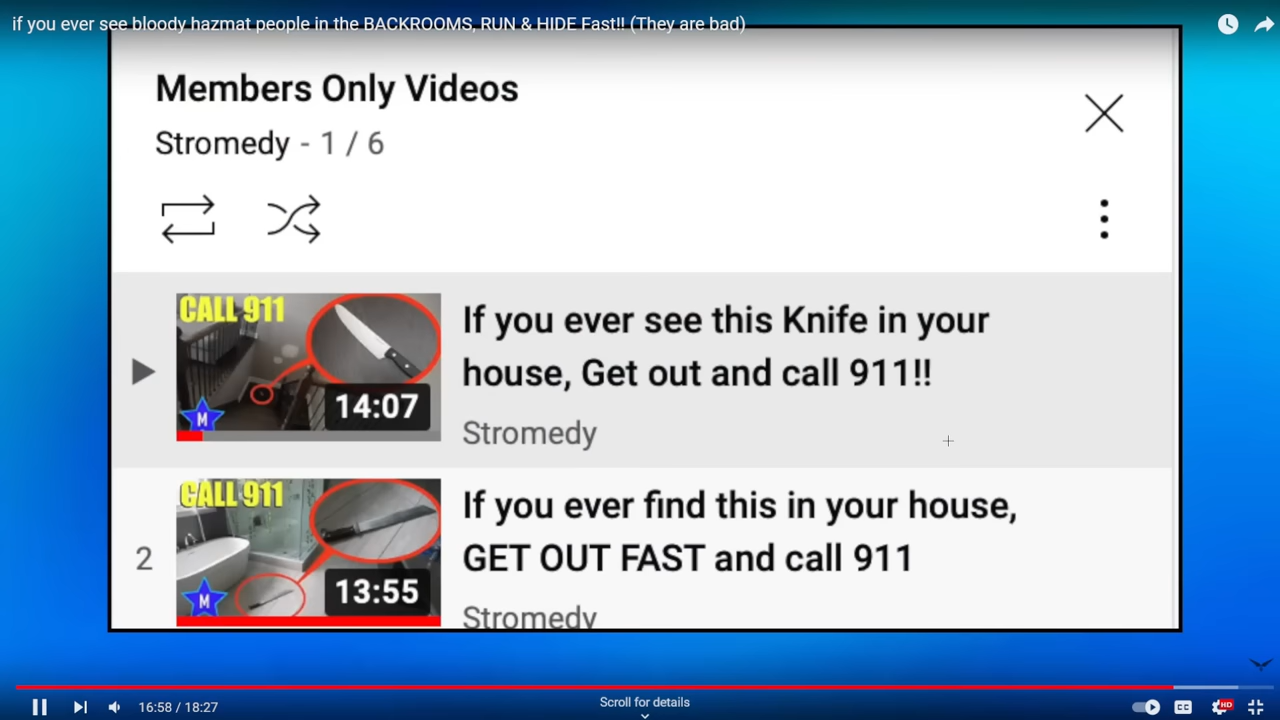 if you ever see bloody hazmat people in the BACKROOMS, RUN & HIDE Fast!! (They are bad)
Members Only Videos
Stromedy - 1 / 6
CALL 911
M
14:07
If you ever see this Knife in your
house, Get out and call 911!!
Stromedy
2
CALL 911
M
13:55
If you ever find this in your house,
GET OUT FAST and call 911
Stromedy
16:58 / 18:27
Scroll for details
CC
HD